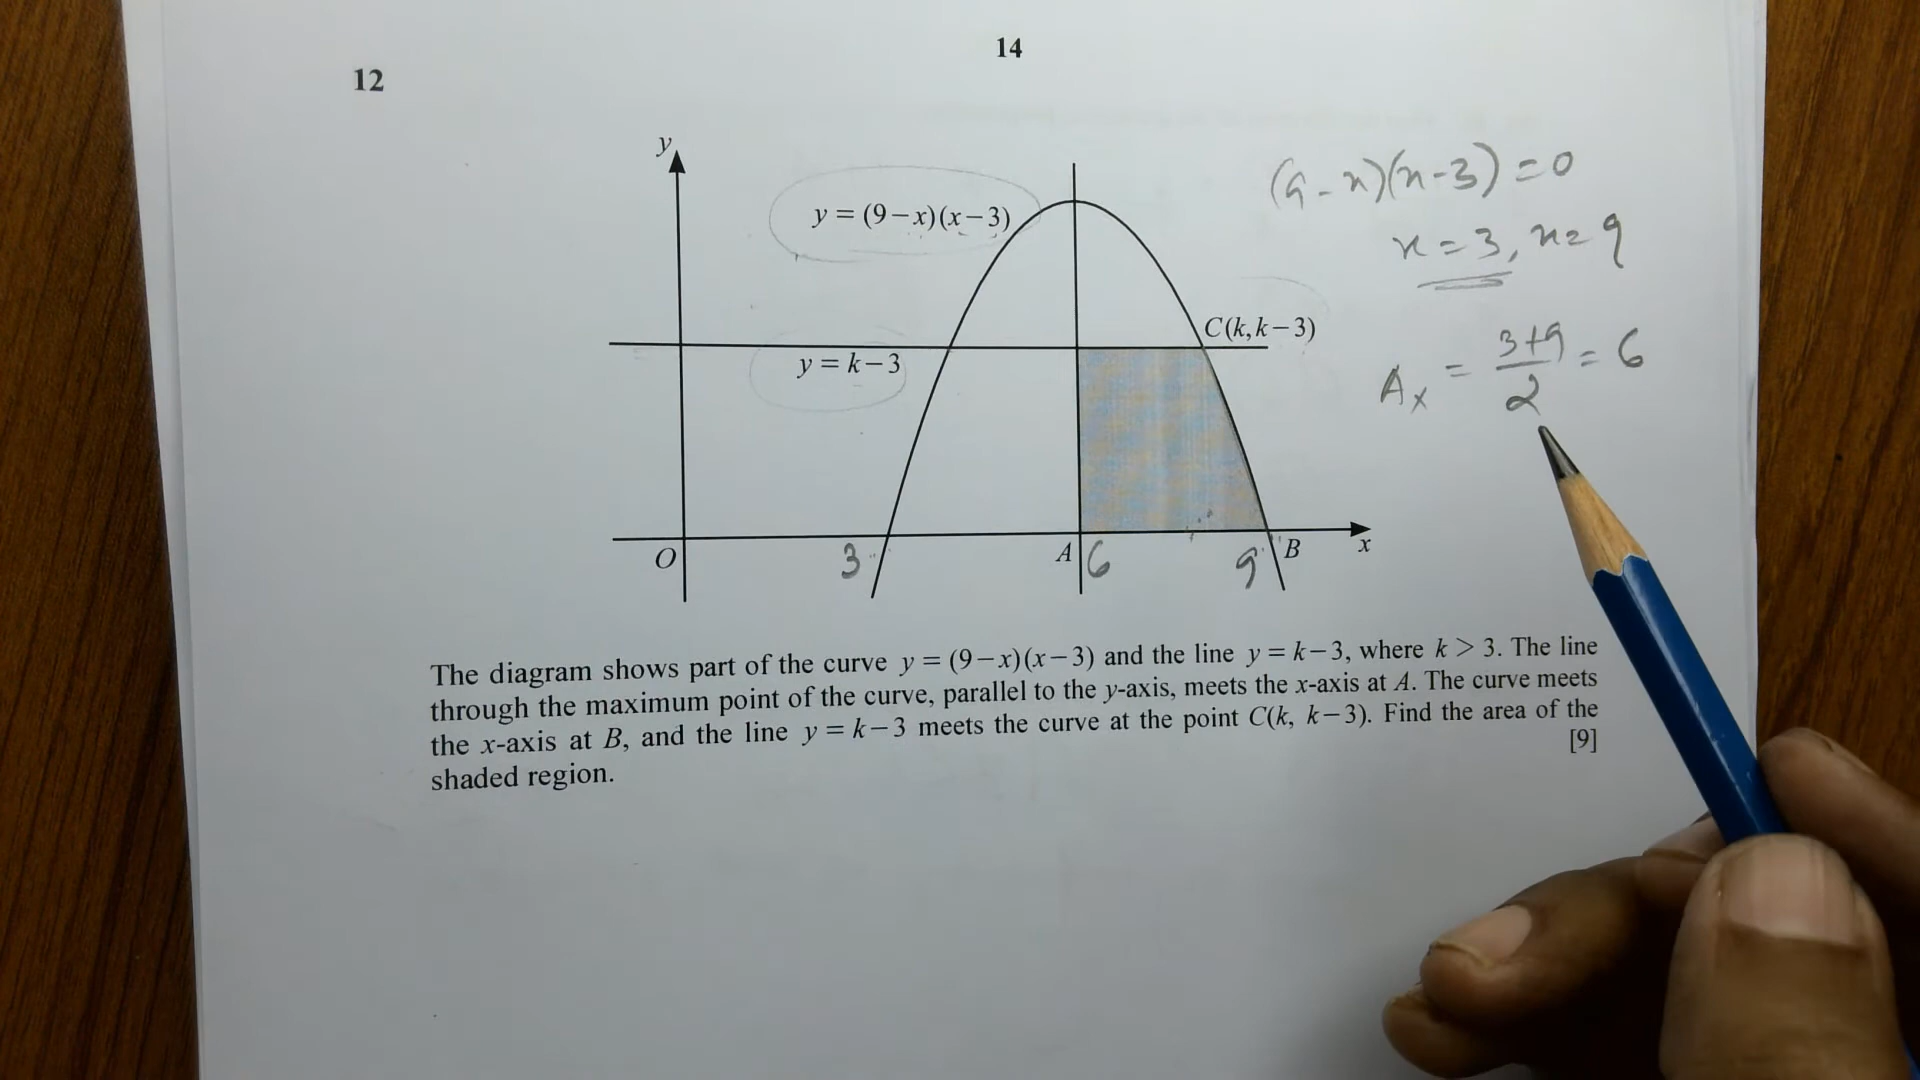 14
12
y
y = (9−x)(x−3)
(9 - x)(x-3) = 0
x = 3, x = 9
C(k, k−3)
y = k−3
Ax = 3+9/2 = 6
O
3
A
6
9
B
x
The diagram shows part of the curve y = (9−x)(x−3) and the line y = k−3, where k > 3. The line
through the maximum point of the curve, parallel to the y-axis, meets the x-axis at A. The curve meets
the x-axis at B, and the line y = k−3 meets the curve at the point C(k, k−3). Find the area of the
shaded region.
[9]